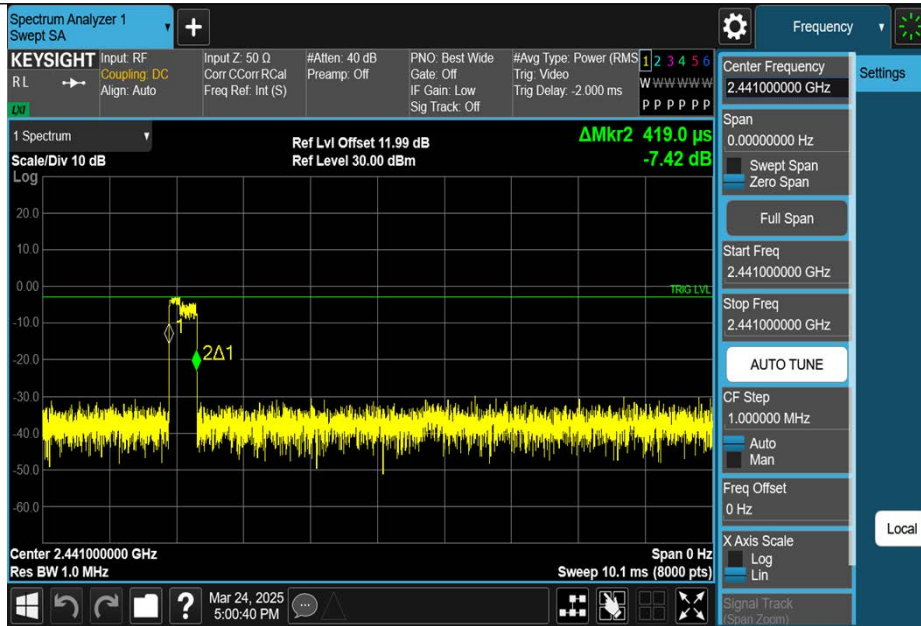 Spectrum Analyzer 1
Swept SA
Frequency
KEYSIGHT
RL
LXI
Input: RF
Coupling: DC
Align: Auto
Input Z: 50 Ω
Corr CCorr RCal
Freq Ref: Int (S)
#Atten: 40 dB
Preamp: Off
PNO: Best Wide
Gate: Off
IF Gain: Low
Sig Track: Off
#Avg Type: Power (RMS
Trig: Video
Trig Delay: -2.000 ms
1 2 3 4 5 6
W W W W W W
P P P P P P
Center Frequency
2.441000000 GHz
Settings
Span
0.00000000 Hz
Swept Span
Zero Span
Full Span
Start Freq
2.441000000 GHz
Stop Freq
2.441000000 GHz
AUTO TUNE
CF Step
1.000000 MHz
Auto
Man
Freq Offset
0 Hz
X Axis Scale
Log
Lin
Local
Signal Track
(Span Zoom)
1 Spectrum
Scale/Div 10 dB
Log
Ref Lvl Offset 11.99 dB
Ref Level 30.00 dBm
ΔMkr2 419.0 µs
-7.42 dB
20.0
10.0
0.00
TRIG LVL
-10.0
1
-20.0
2Δ1
-30.0
-40.0
-50.0
-60.0
Center 2.441000000 GHz
Span 0 Hz
Res BW 1.0 MHz
Sweep 10.1 ms (8000 pts)
?
Mar 24, 2025
5:00:40 PM